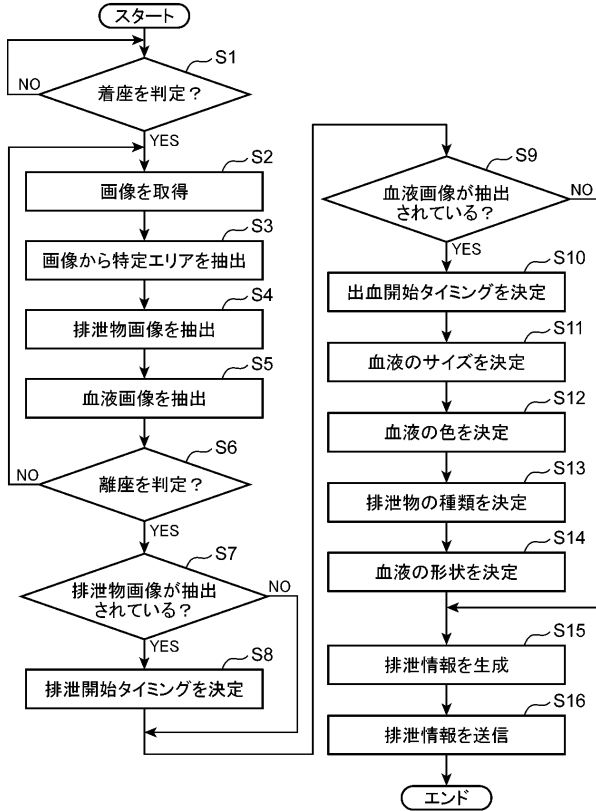 スタート
S1
着座を判定？
NO
YES
S2
画像を取得
S3
画像から特定エリアを抽出
S4
排泄物画像を抽出
S5
血液画像を抽出
S6
離座を判定？
NO
YES
S7
排泄物画像が抽出
されている？
NO
YES
S8
排泄開始タイミングを決定
S9
血液画像が抽出
されている？
NO
YES
S10
出血開始タイミングを決定
S11
血液のサイズを決定
S12
血液の色を決定
S13
排泄物の種類を決定
S14
血液の形状を決定
S15
排泄情報を生成
S16
排泄情報を送信
エンド